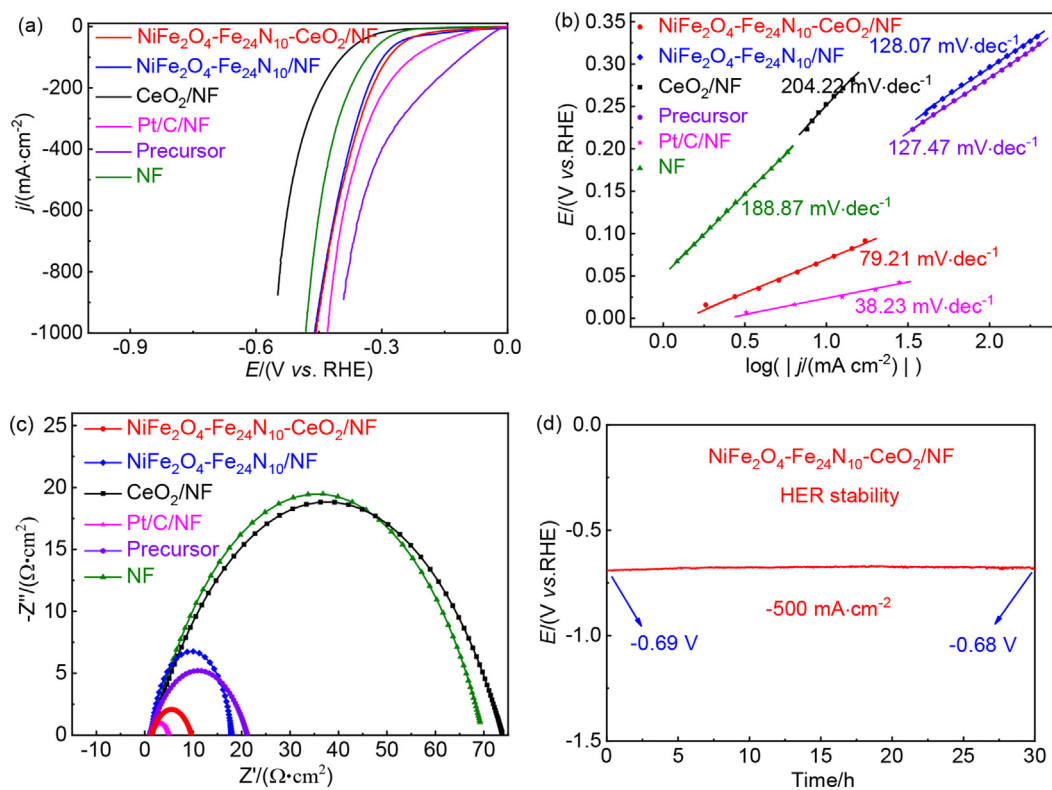 (a)
0
-200
-400
-600
-800
-1000
j/(mA·cm⁻²)
NiFe₂O₄-Fe₂₄N₁₀-CeO₂/NF
NiFe₂O₄-Fe₂₄N₁₀/NF
CeO₂/NF
Pt/C/NF
Precursor
NF
-0.9 -0.6 -0.3 0.0
E/(V vs. RHE)
(b)
0.35
0.30
0.25
0.20
0.15
0.10
0.05
0.00
E/(V vs.RHE)
NiFe₂O₄-Fe₂₄N₁₀-CeO₂/NF
NiFe₂O₄-Fe₂₄N₁₀/NF
CeO₂/NF
Precursor
Pt/C/NF
NF
128.07 mV·dec⁻¹
204.22 mV·dec⁻¹
127.47 mV·dec⁻¹
188.87 mV·dec⁻¹
79.21 mV·dec⁻¹
38.23 mV·dec⁻¹
0.0 0.5 1.0 1.5 2.0
log( | j/(mA cm⁻²) | )
(c)
25
20
15
10
5
0
-Z''/(Ω·cm²)
NiFe₂O₄-Fe₂₄N₁₀-CeO₂/NF
NiFe₂O₄-Fe₂₄N₁₀/NF
CeO₂/NF
Pt/C/NF
Precursor
NF
-10 0 10 20 30 40 50 60 70
Z'/(Ω·cm²)
(d)
0.0
-0.5
-1.0
-1.5
E/(V vs.RHE)
NiFe₂O₄-Fe₂₄N₁₀-CeO₂/NF
HER stability
-500 mA·cm⁻²
-0.69 V
-0.68 V
0 5 10 15 20 25 30
Time/h